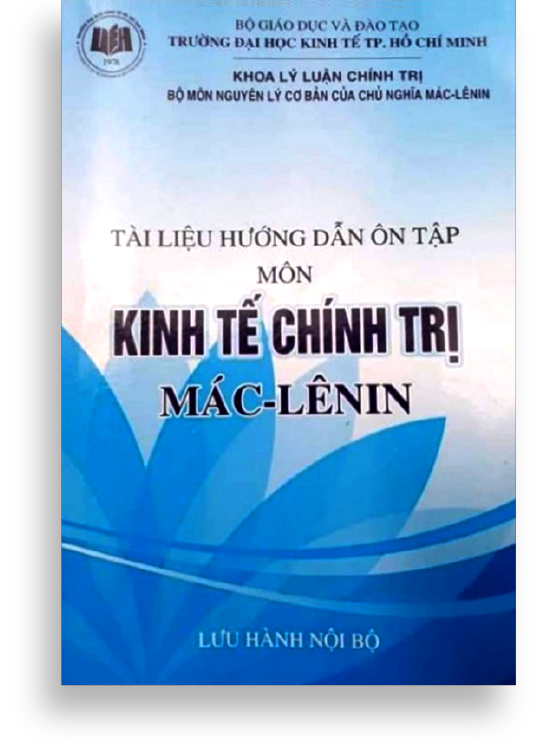 BỘ GIÁO DỤC VÀ ĐÀO TẠO
TRƯỜNG ĐẠI HỌC KINH TẾ TP. HỒ CHÍ MINH
KHOA LÝ LUẬN CHÍNH TRỊ
BỘ MÔN NGUYÊN LÝ CƠ BẢN CỦA CHỦ NGHĨA MÁC-LÊNIN
1976
TÀI LIỆU HƯỚNG DẪN ÔN TẬP
MÔN
KINH TẾ CHÍNH TRỊ
MÁC-LÊNIN
LƯU HÀNH NỘI BỘ